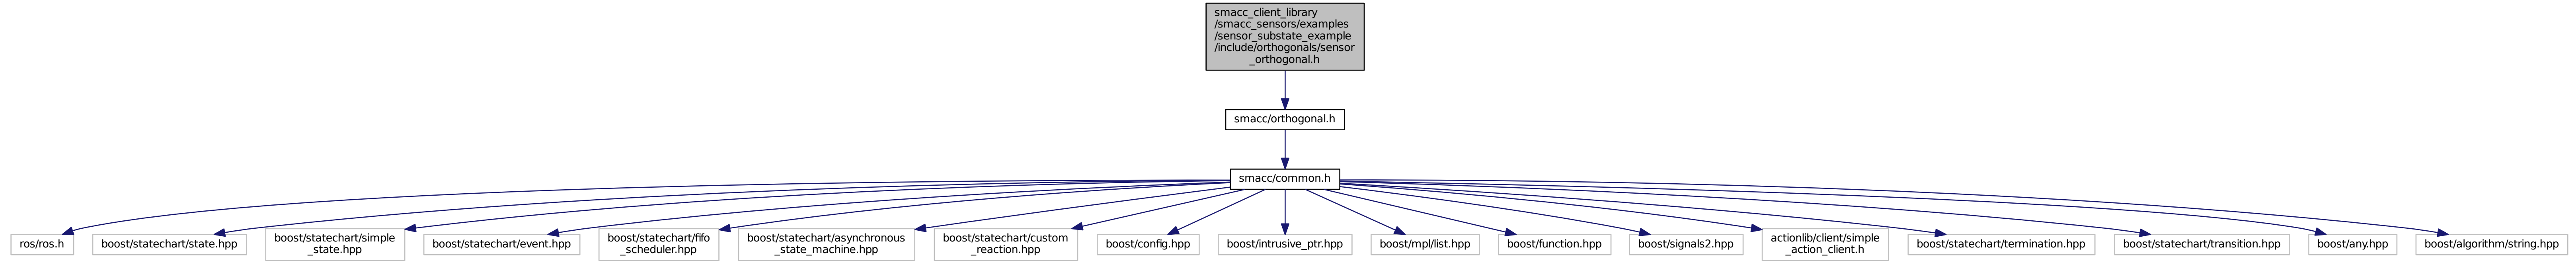 smacc_client_library
/smacc_sensors/examples
/sensor_substate_example
/include/orthogonals/sensor
_orthogonal.h
smacc/orthogonal.h
smacc/common.h
ros/ros.h
boost/statechart/state.hpp
boost/statechart/simple
_state.hpp
boost/statechart/event.hpp
boost/statechart/fifo
_scheduler.hpp
boost/statechart/asynchronous
_state_machine.hpp
boost/statechart/custom
_reaction.hpp
boost/config.hpp
boost/intrusive_ptr.hpp
boost/mpl/list.hpp
boost/function.hpp
boost/signals2.hpp
actionlib/client/simple
_action_client.h
boost/statechart/termination.hpp
boost/statechart/transition.hpp
boost/any.hpp
boost/algorithm/string.hpp